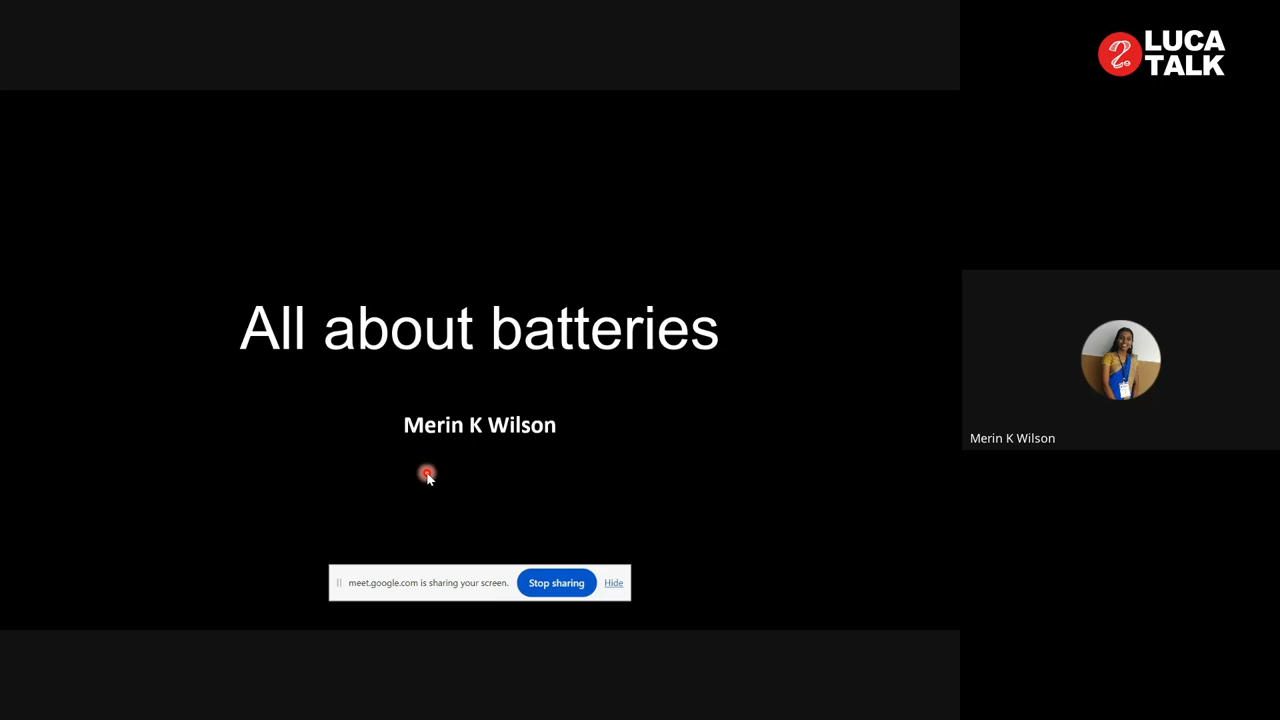 LUCA
TALK
All about batteries
Merin K Wilson
Merin K Wilson
meet.google.com is sharing your screen. Stop sharing Hide